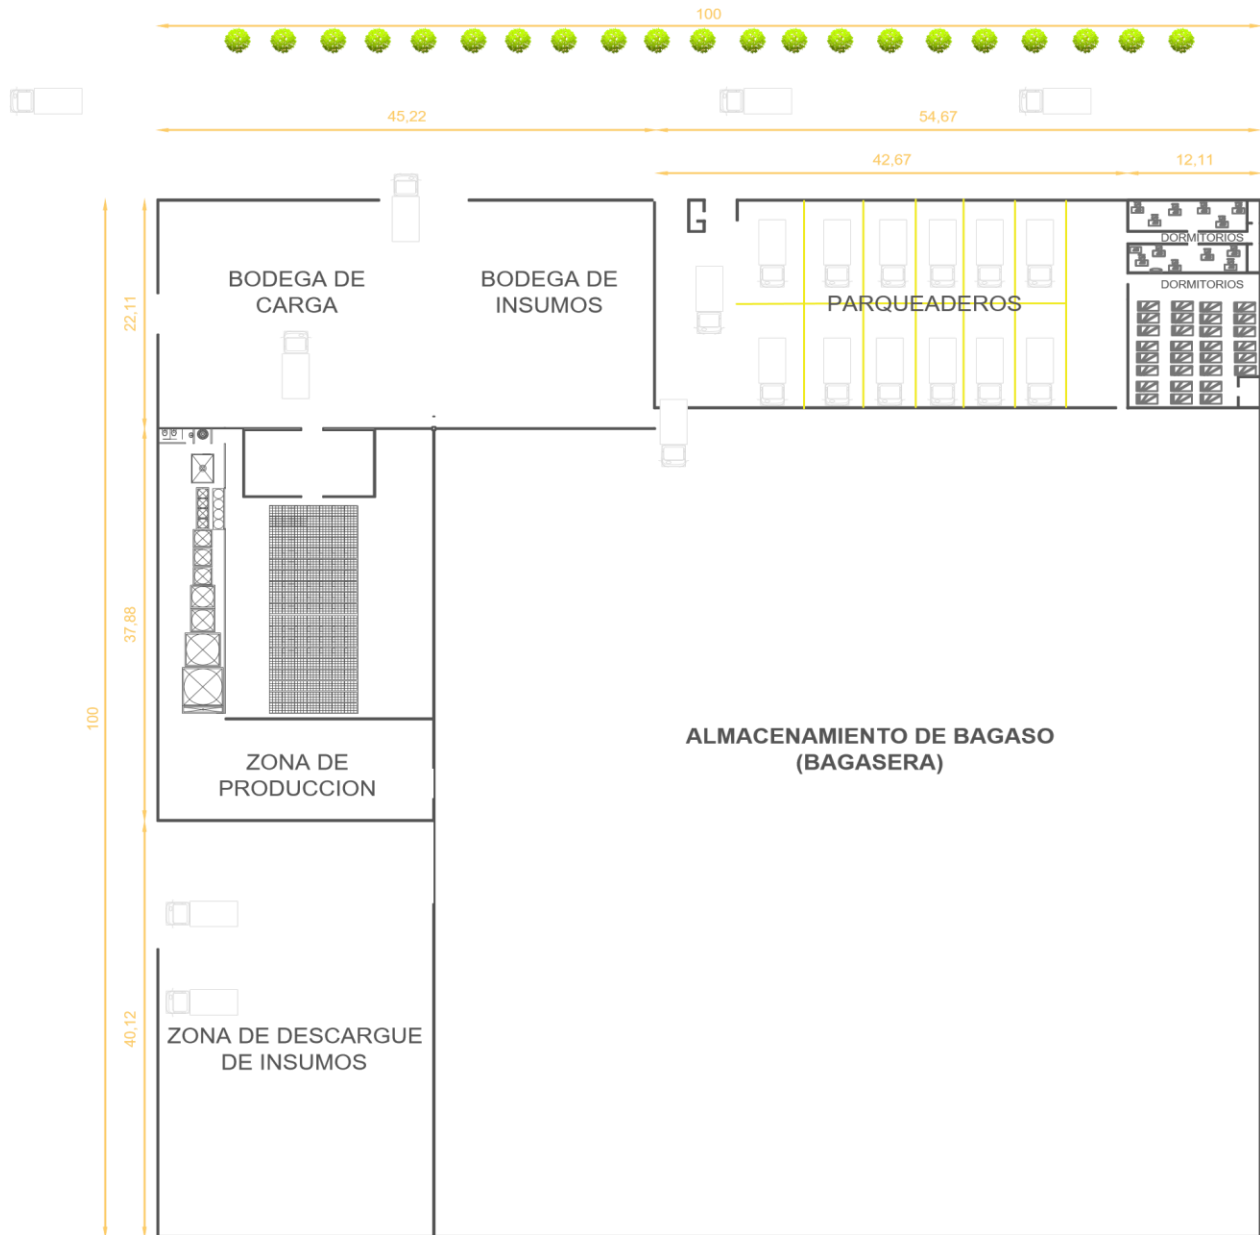 100
45,22
54,67
42,67
12,11
DORMITORIOS
BODEGA DE
CARGA
BODEGA DE
INSUMOS
PARQUEADEROS
DORMITORIOS
22,11
37,88
100
ALMACENAMIENTO DE BAGASO
(BAGASERA)
ZONA DE
PRODUCCION
40,12
ZONA DE DESCARGUE
DE INSUMOS